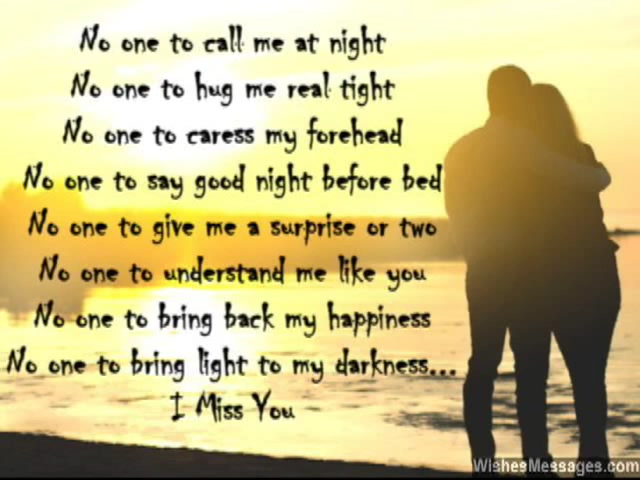 No one to call me at night
No one to hug me real tight
No one to caress my forehead
No one to say good night before bed
No one to give me a surprise or two
No one to understand me like you
No one to bring back my happiness
No one to bring light to my darkness...
I Miss You
WishesMessages.com